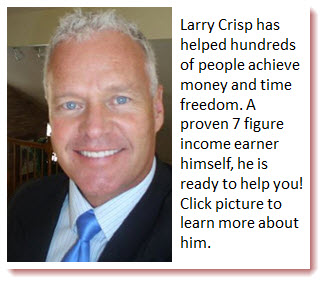 Larry Crisp has
helped hundreds
of people achieve
money and time
freedom. A
proven 7 figure
income earner
himself, he is
ready to help you!
Click picture to
learn more about
him.